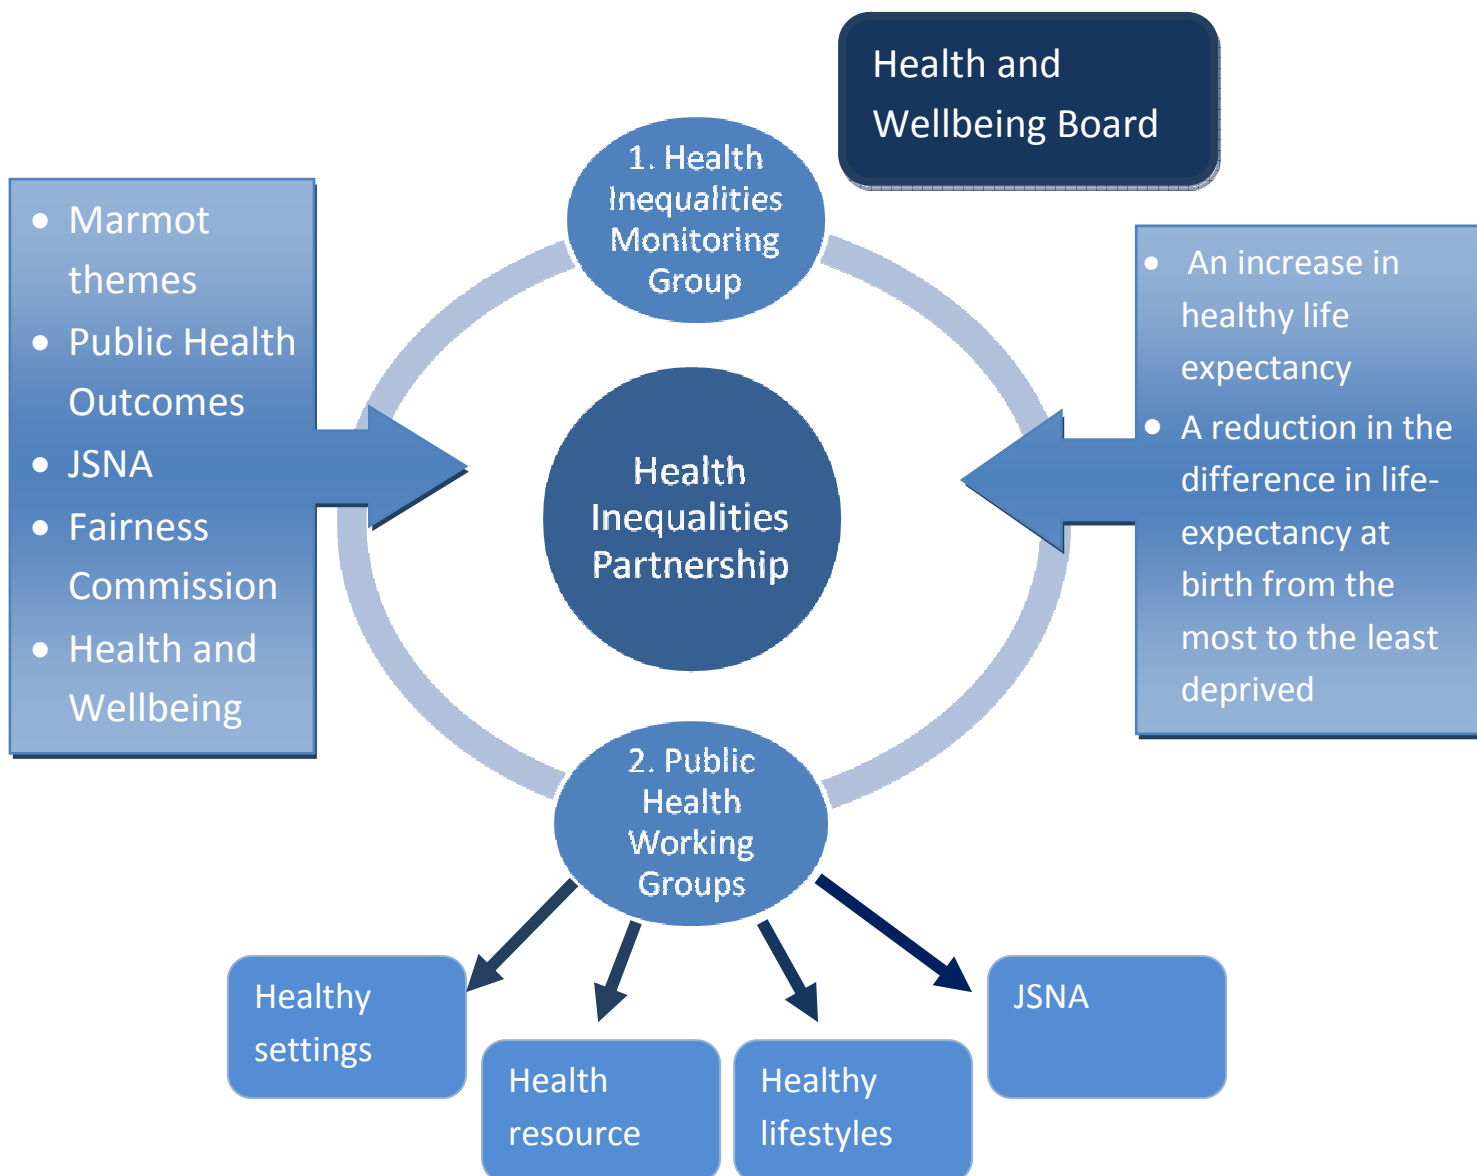 Health and
Wellbeing Board
1. Health
Inequalities
Monitoring
Group
• Marmot
themes
• Public Health
Outcomes
• JSNA
• Fairness
Commission
• Health and
Wellbeing
Health
Inequalities
Partnership
• An increase in
healthy life
expectancy
• A reduction in the
difference in life-
expectancy at
birth from the
most to the least
deprived
2. Public
Health
Working
Groups
Healthy
settings
Health
resource
Healthy
lifestyles
JSNA